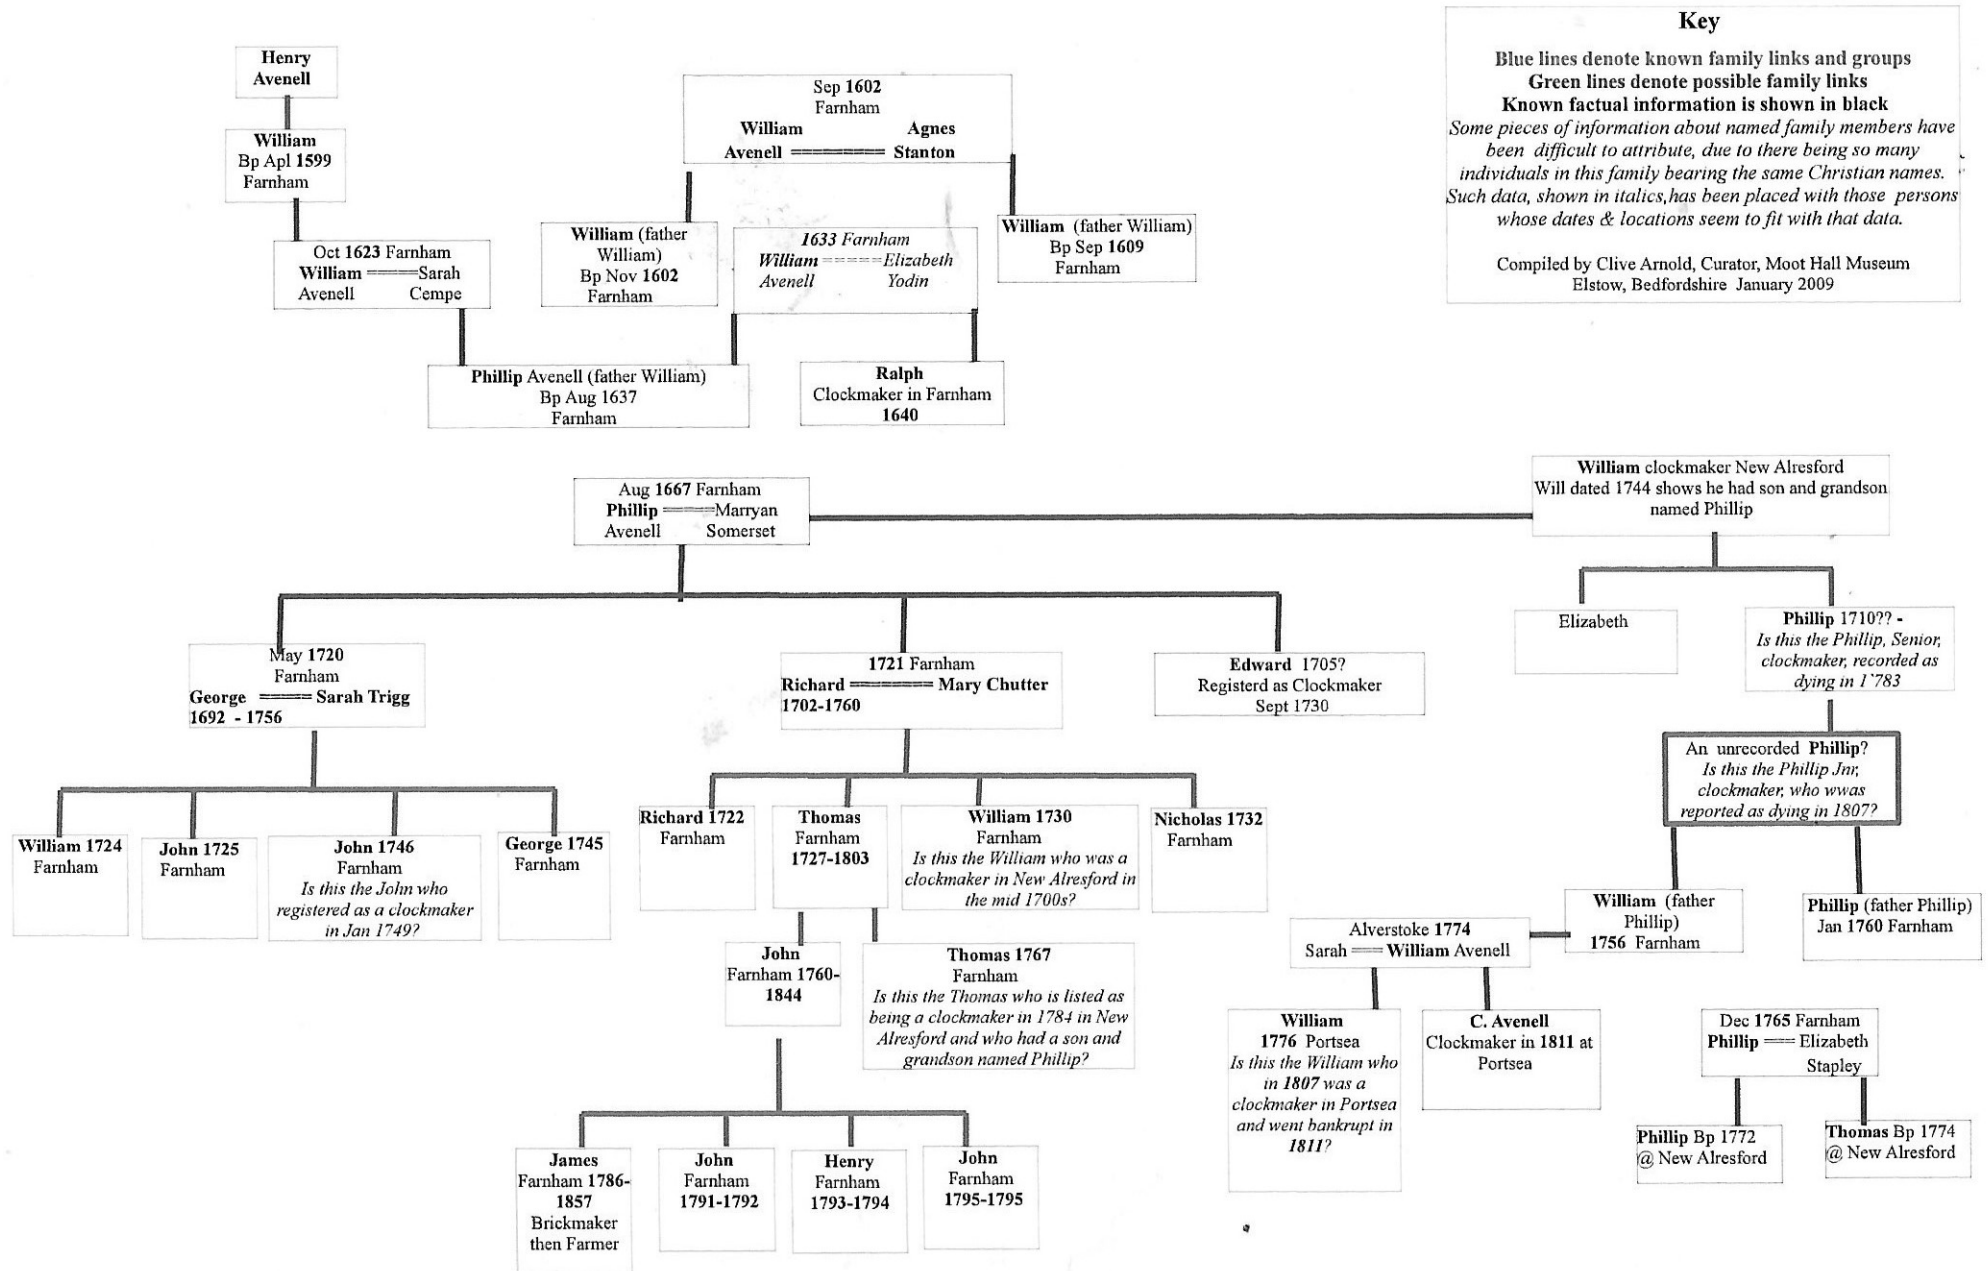 Key
Blue lines denote known family links and groups
Green lines denote possible family links
Known factual information is shown in black
Some pieces of information about named family members have
been difficult to attribute, due to there being so many
individuals in this family bearing the same Christian names.
Such data, shown in italics,has been placed with those persons
whose dates & locations seem to fit with that data.
Compiled by Clive Arnold, Curator, Moot Hall Museum
Elstow, Bedfordshire January 2009
Henry
Avenell
William
Bp Apl 1599
Farnham
Oct 1623 Farnham
William ===== Sarah
Avenell Cempe
Sep 1602
Farnham
William Agnes
Avenell ========= Stanton
William (father
William)
Bp Nov 1602
Farnham
1633 Farnham
William =====Elizabeth
Avenell Yodin
William (father William)
Bp Sep 1609
Farnham
Phillip Avenell (father William)
Bp Aug 1637
Farnham
Ralph
Clockmaker in Farnham
1640
Aug 1667 Farnham
Phillip =====Marryan
Avenell Somerset
William clockmaker New Alresford
Will dated 1744 shows he had son and grandson
named Phillip
Elizabeth
Phillip 1710?? -
Is this the Phillip, Senior,
clockmaker, recorded as
dying in 1`783
May 1720
Farnham
George ===== Sarah Trigg
1692 - 1756
1721 Farnham
Richard ======== Mary Chutter
1702-1760
Edward 1705?
Registerd as Clockmaker
Sept 1730
An unrecorded Phillip?
Is this the Phillip Jnr,
clockmaker, who wwas
reported as dying in 1807?
William 1724
Farnham
John 1725
Farnham
John 1746
Farnham
Is this the John who
registered as a clockmaker
in Jan 1749?
George 1745
Farnham
Richard 1722
Farnham
Thomas
Farnham
1727-1803
William 1730
Farnham
Is this the William who was a
clockmaker in New Alresford in
the mid 1700s?
Nicholas 1732
Farnham
William (father
Phillip)
1756 Farnham
Phillip (father Phillip)
Jan 1760 Farnham
Alverstoke 1774
Sarah === William Avenell
John
Farnham 1760-
1844
Thomas 1767
Farnham
Is this the Thomas who is listed as
being a clockmaker in 1784 in New
Alresford and who had a son and
grandson named Phillip?
William
1776 Portsea
Is this the William who
in 1807 was a
clockmaker in Portsea
and went bankrupt in
1811?
C. Avenell
Clockmaker in 1811 at
Portsea
Dec 1765 Farnham
Phillip === Elizabeth
Stapley
Phillip Bp 1772
@ New Alresford
Thomas Bp 1774
@ New Alresford
James
Farnham 1786-
1857
Brickmaker
then Farmer
John
Farnham
1791-1792
Henry
Farnham
1793-1794
John
Farnham
1795-1795